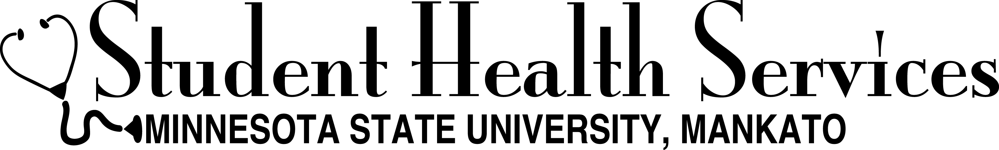 Student Health Services
MINNESOTA STATE UNIVERSITY, MANKATO